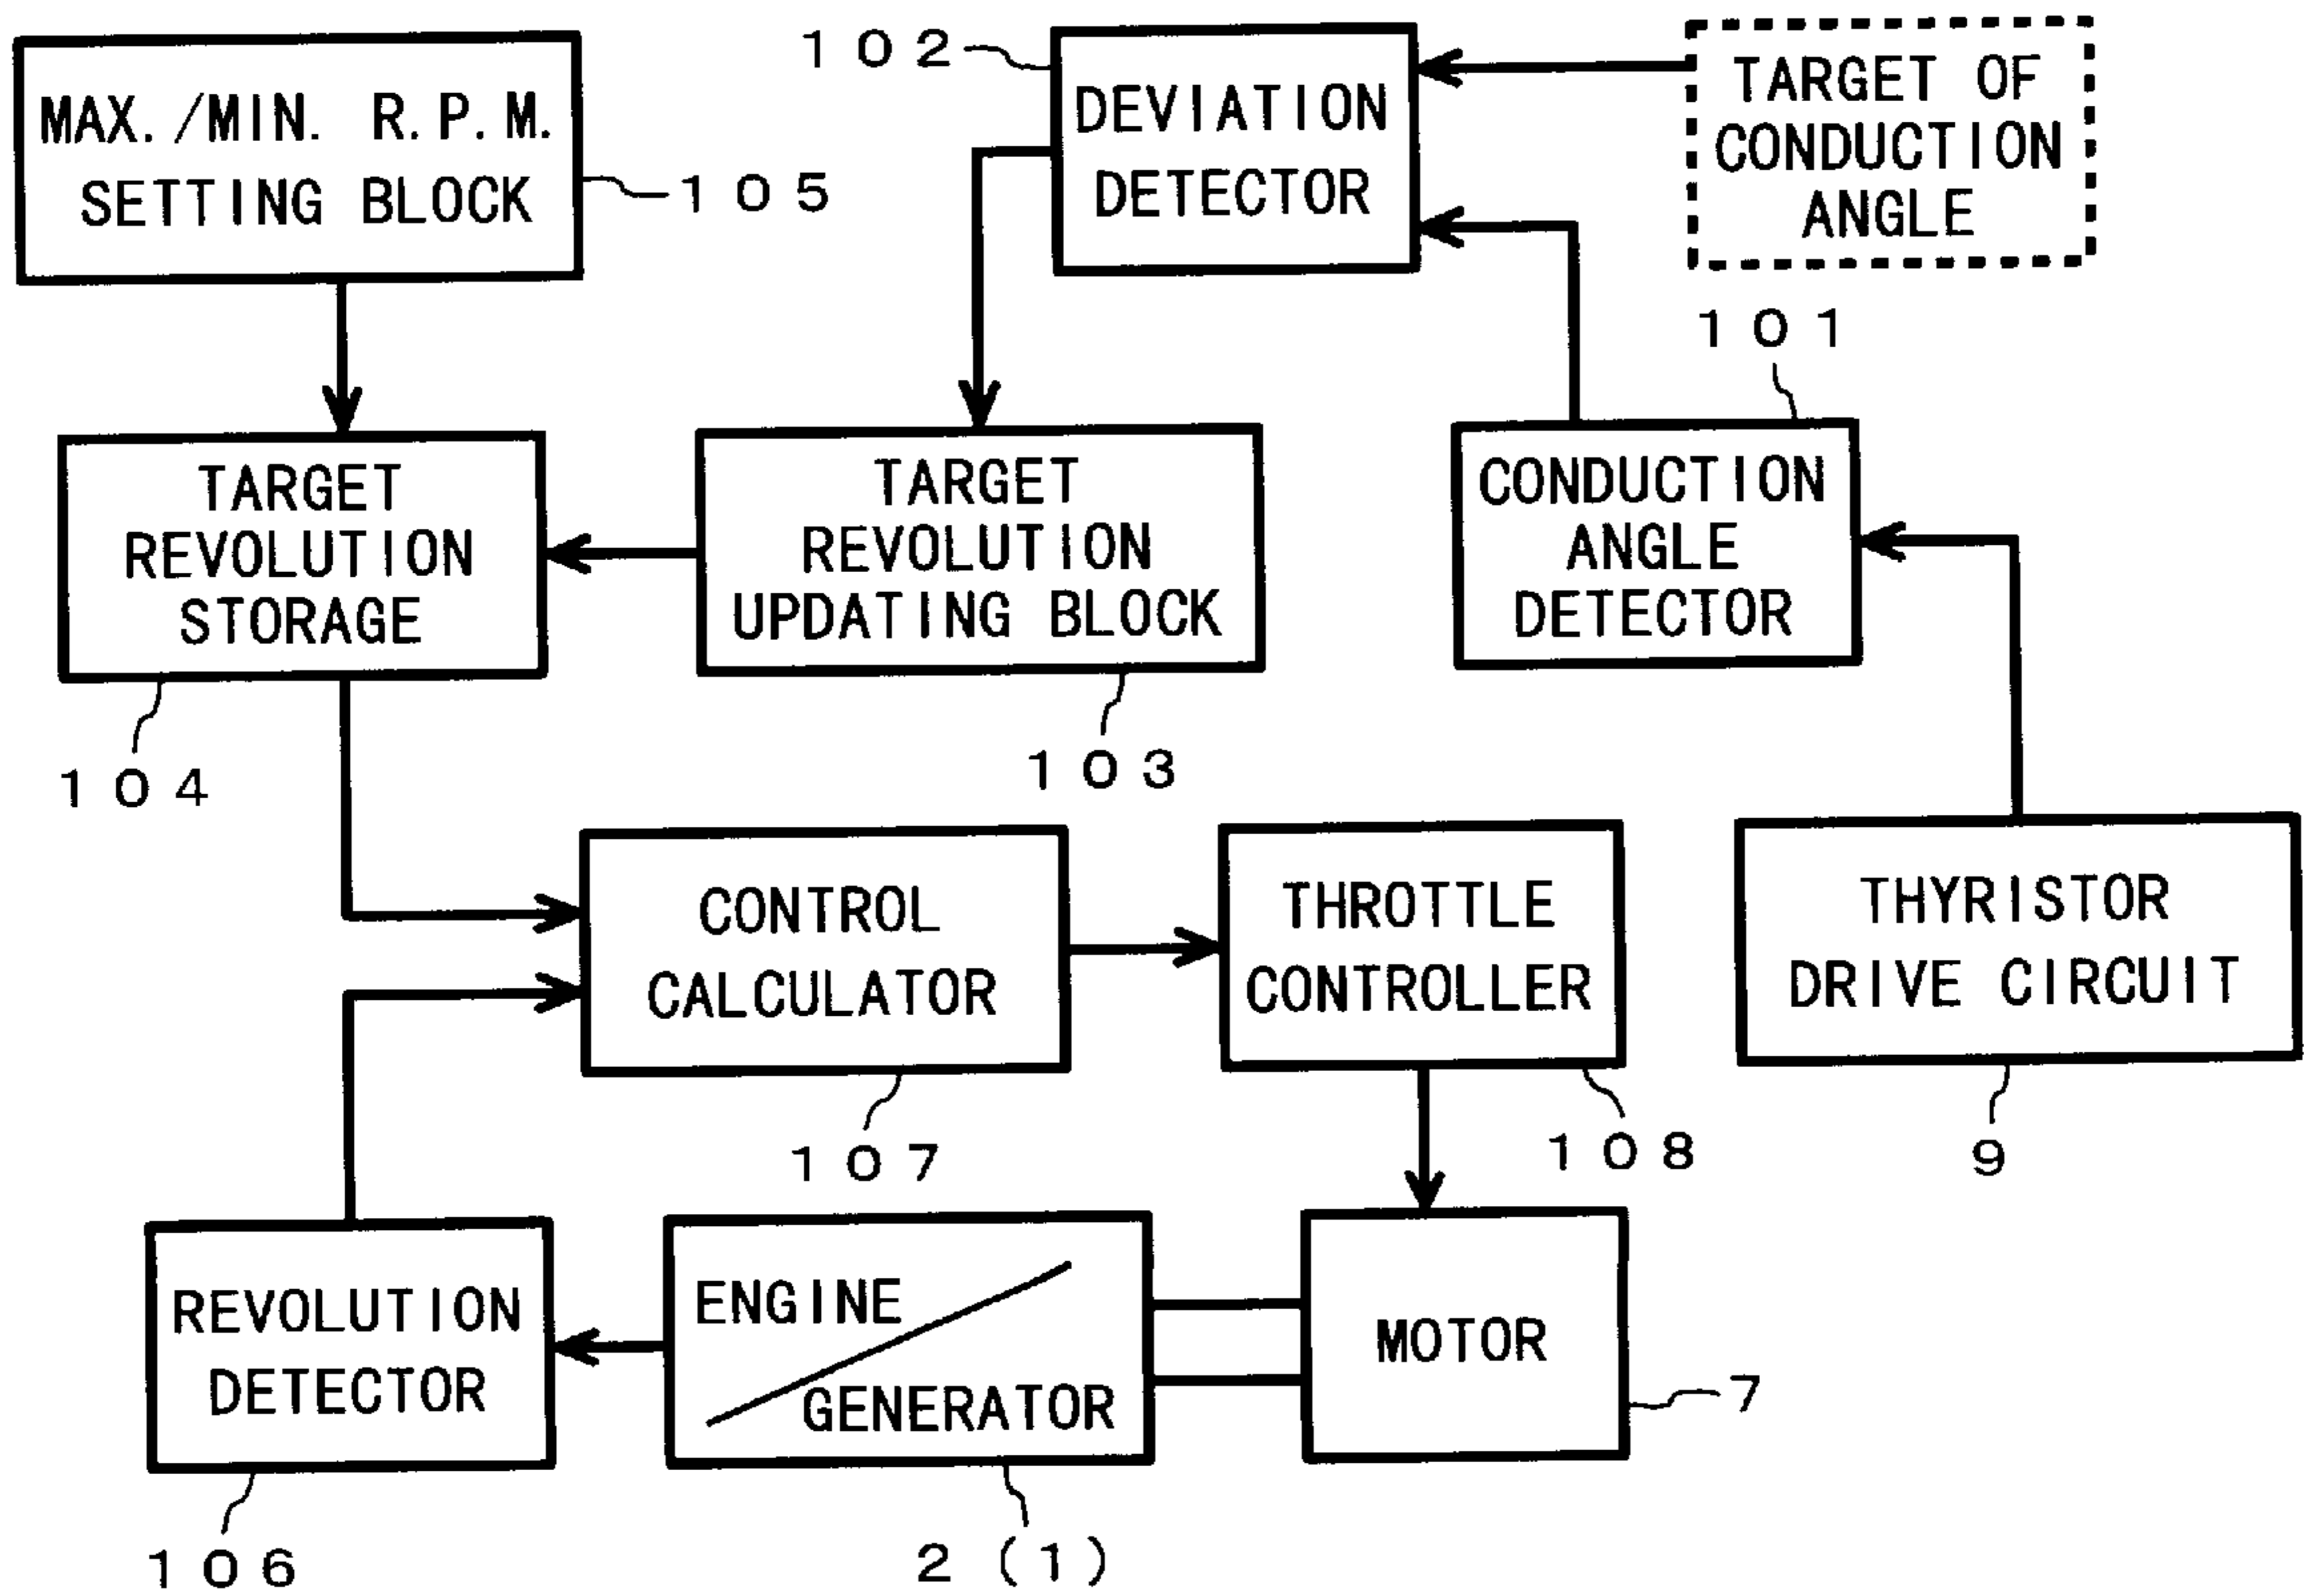 MAX./MIN. R.P.M.
SETTING BLOCK
105
102
DEVIATION
DETECTOR
TARGET OF
CONDUCTION
ANGLE
101
TARGET
REVOLUTION
STORAGE
104
TARGET
REVOLUTION
UPDATING BLOCK
103
CONDUCTION
ANGLE
DETECTOR
CONTROL
CALCULATOR
107
THROTTLE
CONTROLLER
108
THYRISTOR
DRIVE CIRCUIT
9
REVOLUTION
DETECTOR
106
ENGINE
GENERATOR
2(1)
MOTOR
7